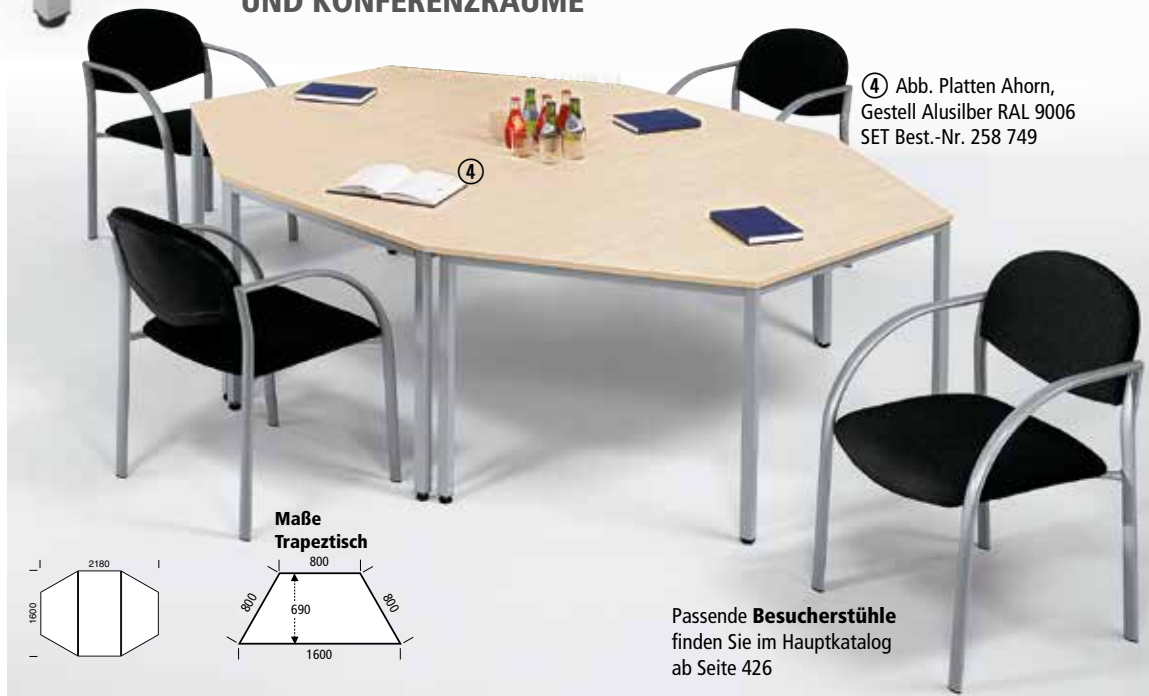 UND KONFERENZRÄUME
④ Abb. Platten Ahorn,
Gestell Alusilber RAL 9006
SET Best.-Nr. 258 749
④
Maße
Trapeztisch
2180
1600
800
800
690
800
1600
Passende Besucherstühle
finden Sie im Hauptkatalog
ab Seite 426